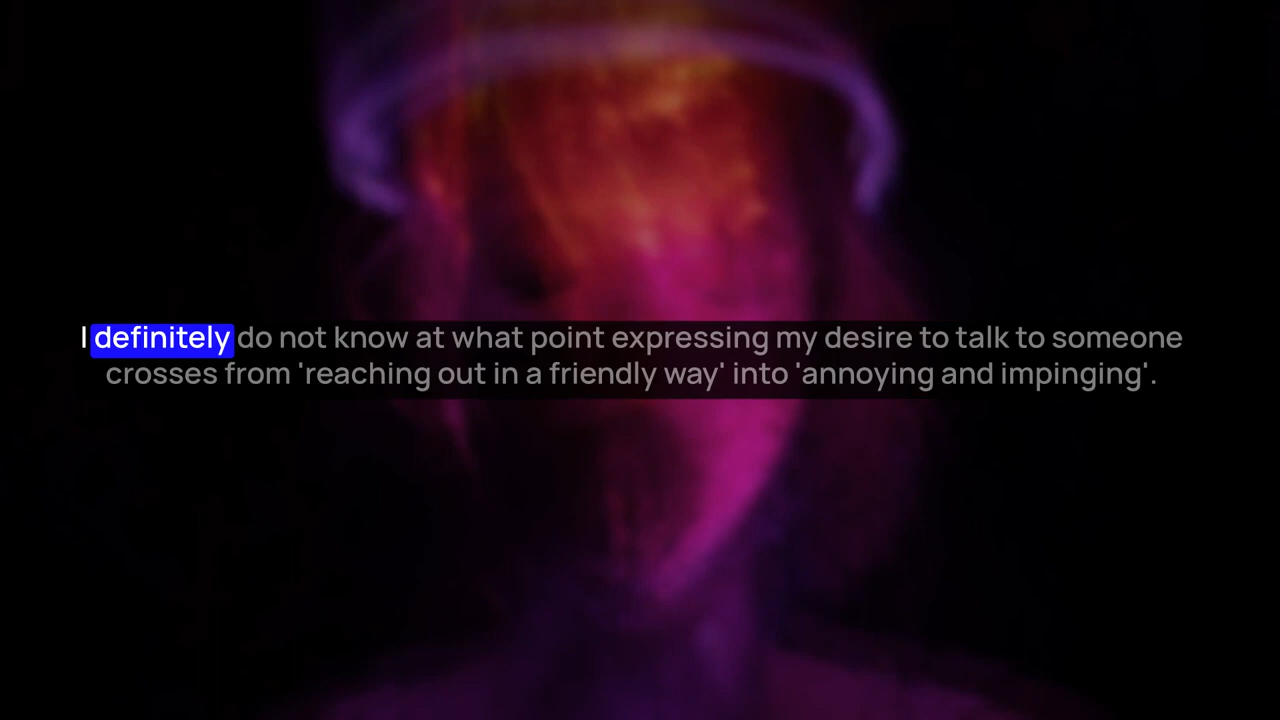 I definitely do not know at what point expressing my desire to talk to someone
crosses from 'reaching out in a friendly way' into 'annoying and impinging'.